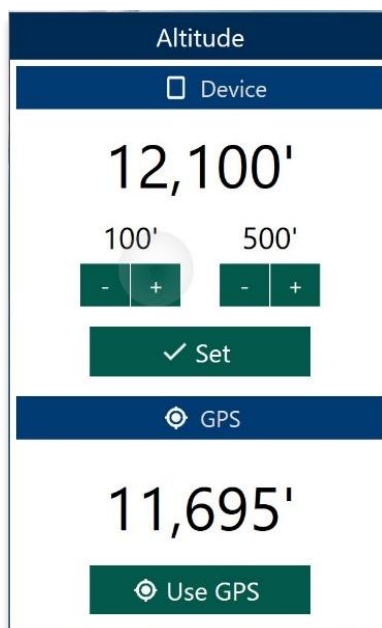 Altitude
Device
12,100'
100' 500'
- + - +
Set
GPS
11,695'
Use GPS